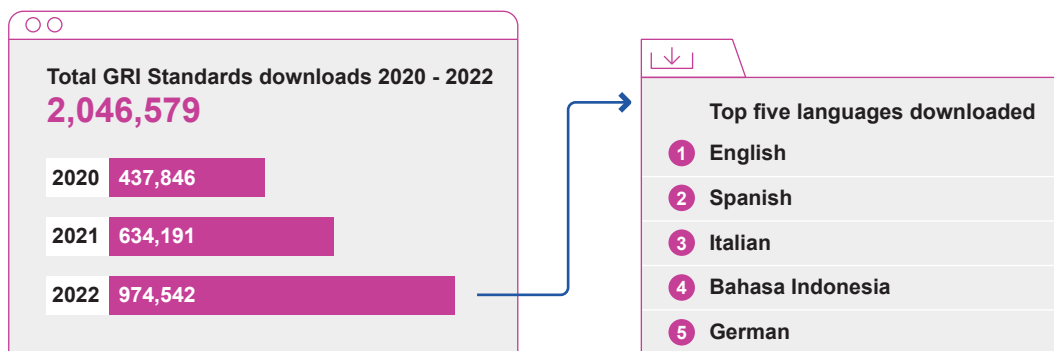 Total GRI Standards downloads 2020 - 2022
2,046,579
2020 437,846
2021 634,191
2022 974,542
Top five languages downloaded
1 English
2 Spanish
3 Italian
4 Bahasa Indonesia
5 German